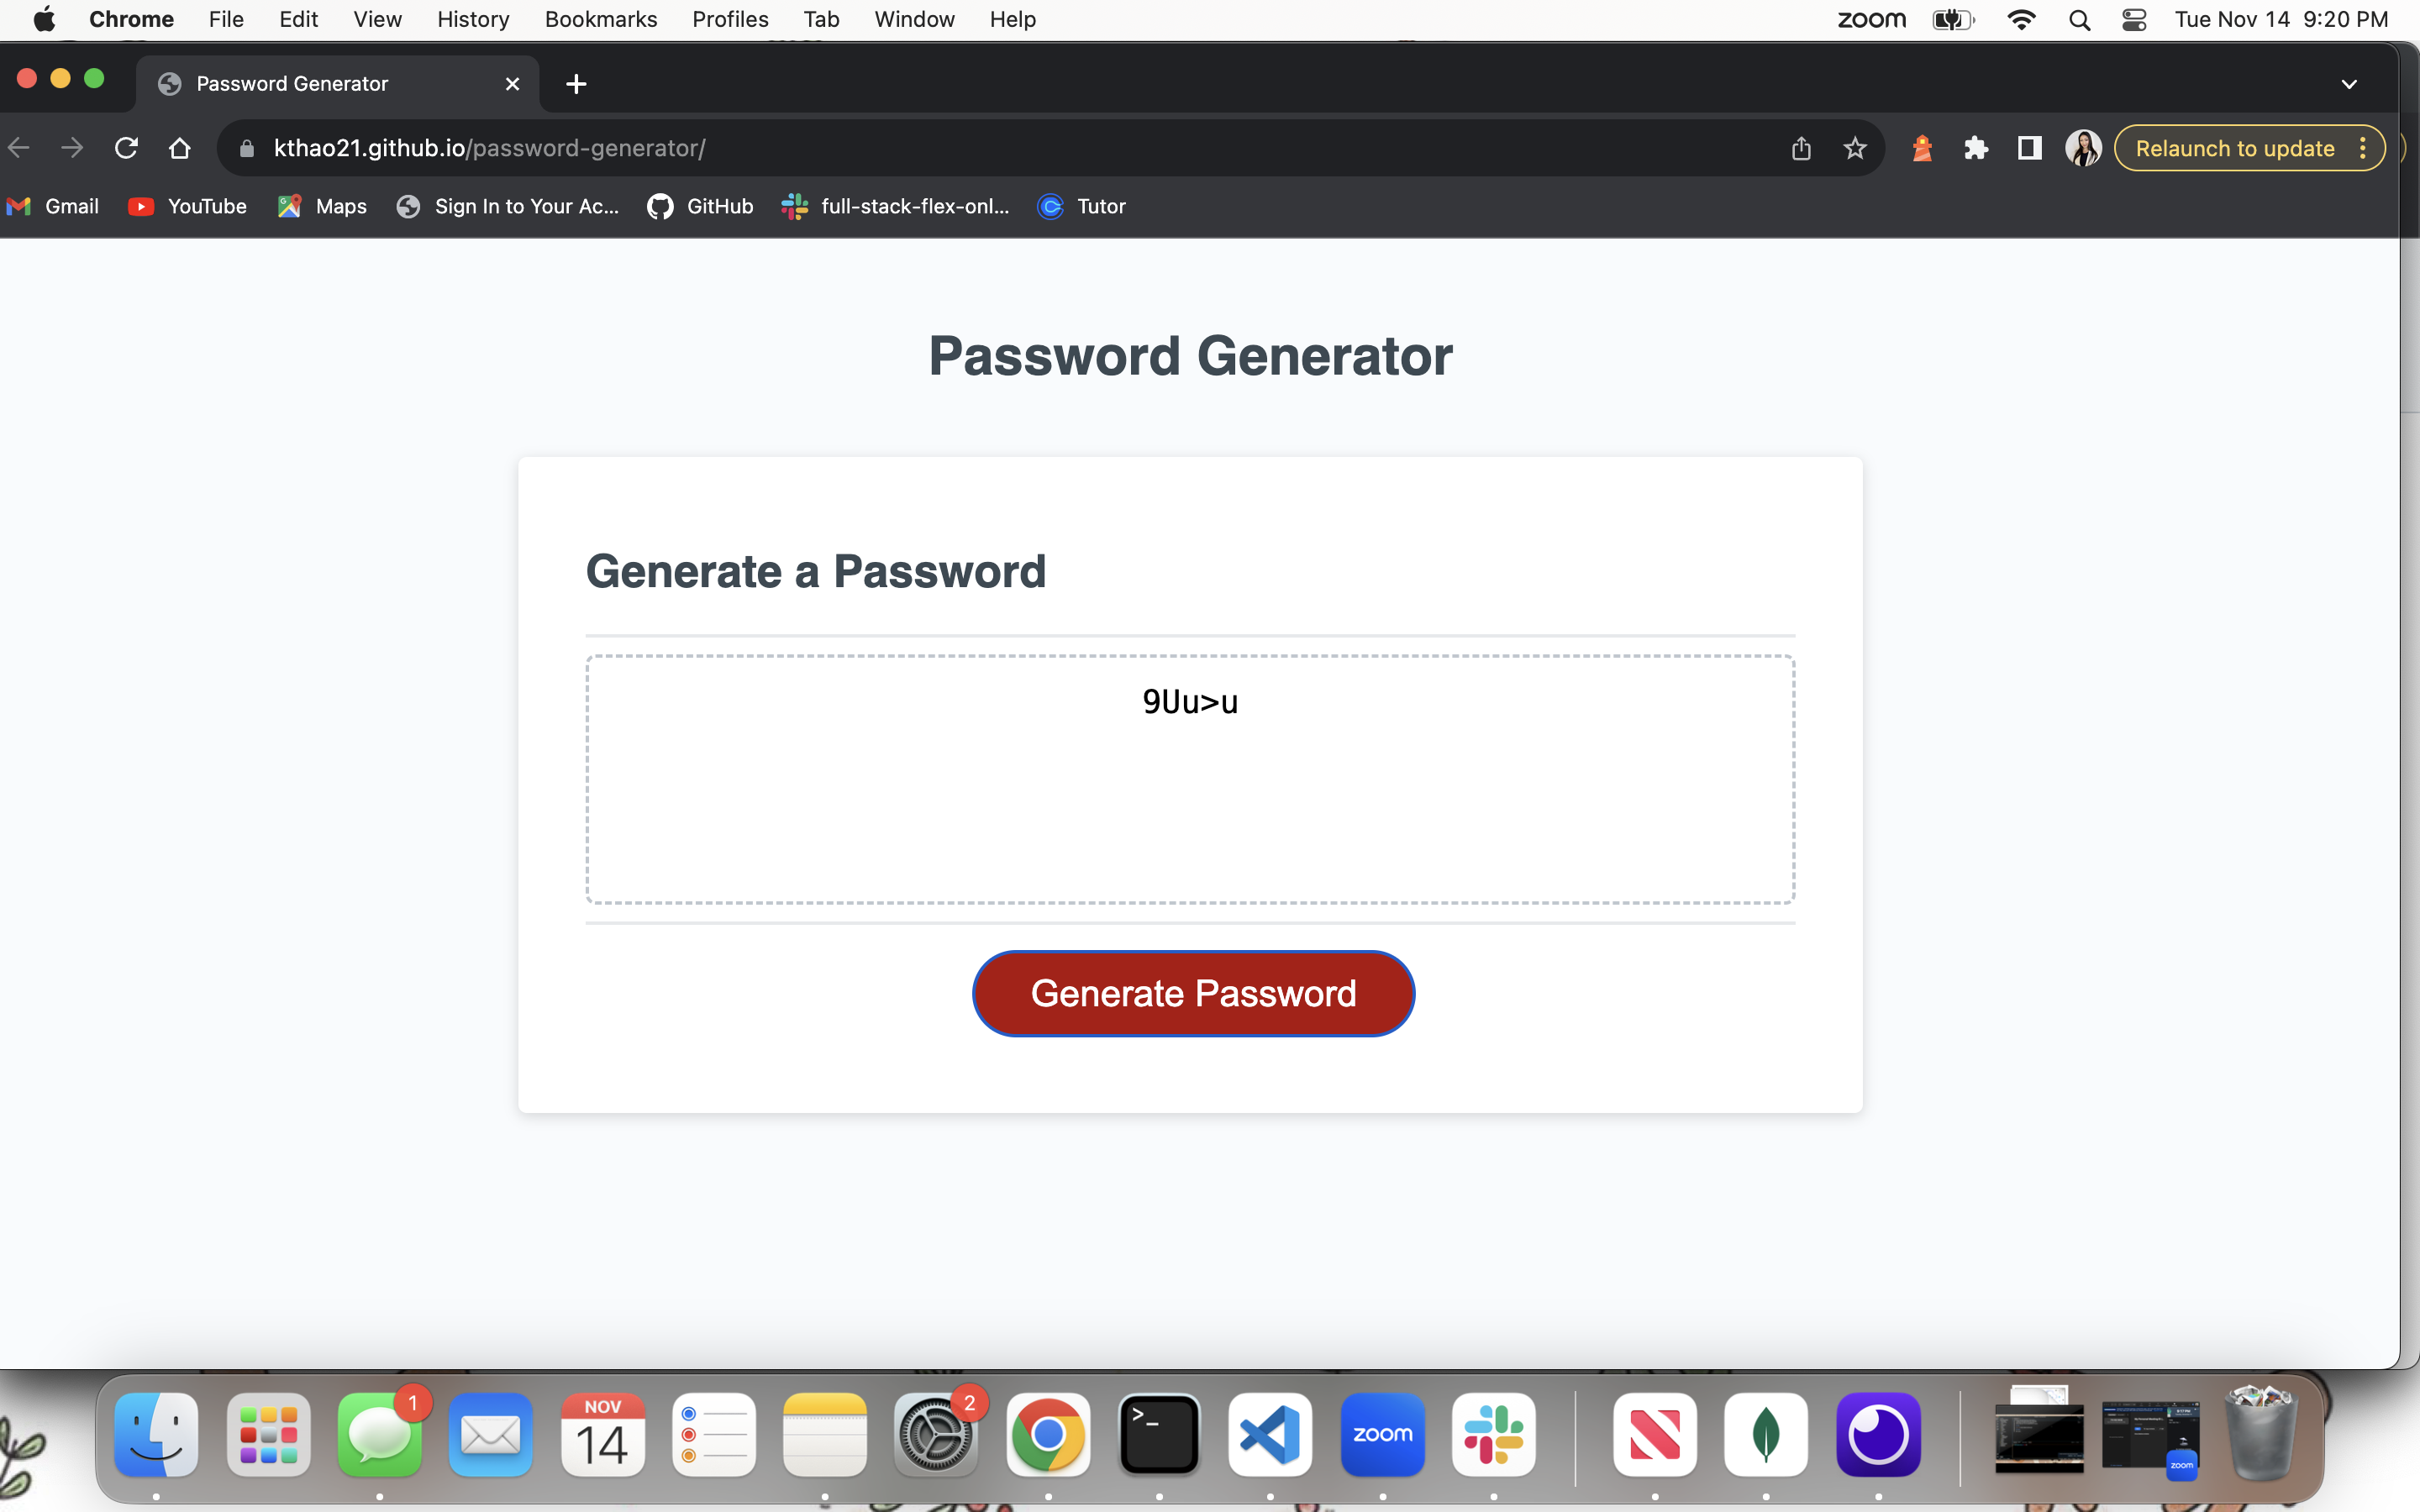 Chrome File Edit View History Bookmarks Profiles Tab Window Help zoom Tue Nov 14 9:20 PM
Password Generator
kthao21.github.io/password-generator/ Relaunch to update
Gmail YouTube Maps Sign In to Your Ac... GitHub full-stack-flex-onl... Tutor
Password Generator
Generate a Password
9Uu>u
Generate Password
1 NOV 14 2 >_ zoom zoom